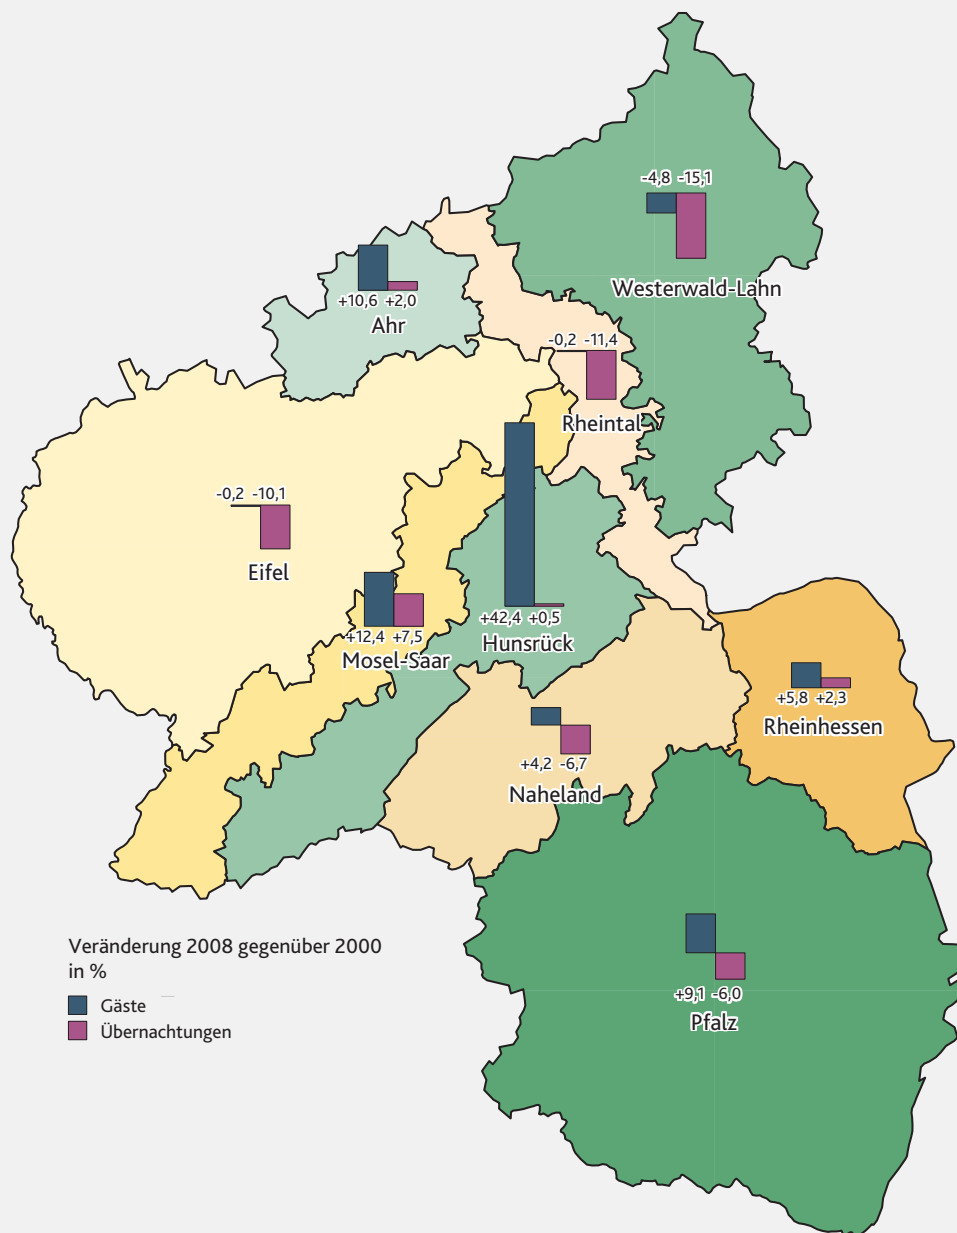 -4,8 -15,1
Westerwald-Lahn
+10,6 +2,0
Ahr
-0,2 -11,4
Rheintal
-0,2 -10,1
Eifel
+12,4 +7,5
Mosel-Saar
+42,4 +0,5
Hunsrück
+5,8 +2,3
Rheinhessen
+4,2 -6,7
Naheland
+9,1 -6,0
Pfalz
Veränderung 2008 gegenüber 2000
in %
Gäste
Übernachtungen